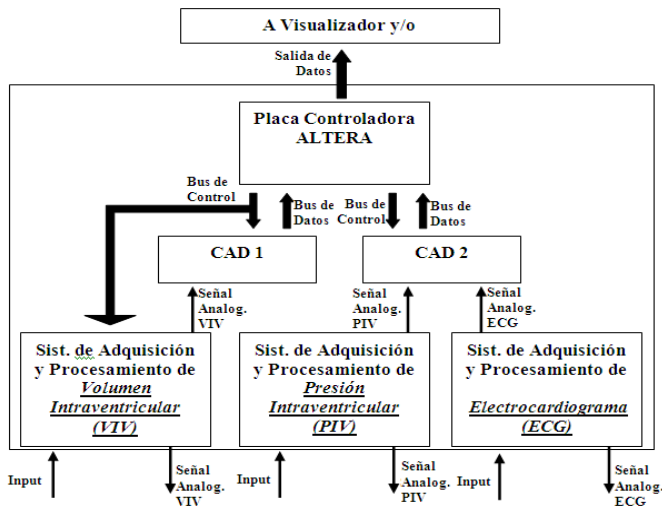 A Visualizador y/o
Salida de
Datos
Placa Controladora
ALTERA
Bus de
Control
Bus de
Datos
Bus de
Control
Bus de
Datos
CAD 1
CAD 2
Señal
Analog.
VIV
Señal
Analog.
PIV
Señal
Analog.
ECG
Sist. de Adquisición
y Procesamiento de
Volumen
Intraventricular
(VIV)
Sist. de Adquisición
y Procesamiento de
Presión
Intraventricular
(PIV)
Sist. de Adquisición
y Procesamiento de
Electrocardiograma
(ECG)
Input
Señal
Analog.
VIV
Input
Señal
Analog.
PIV
Input
Señal
Analog.
ECG